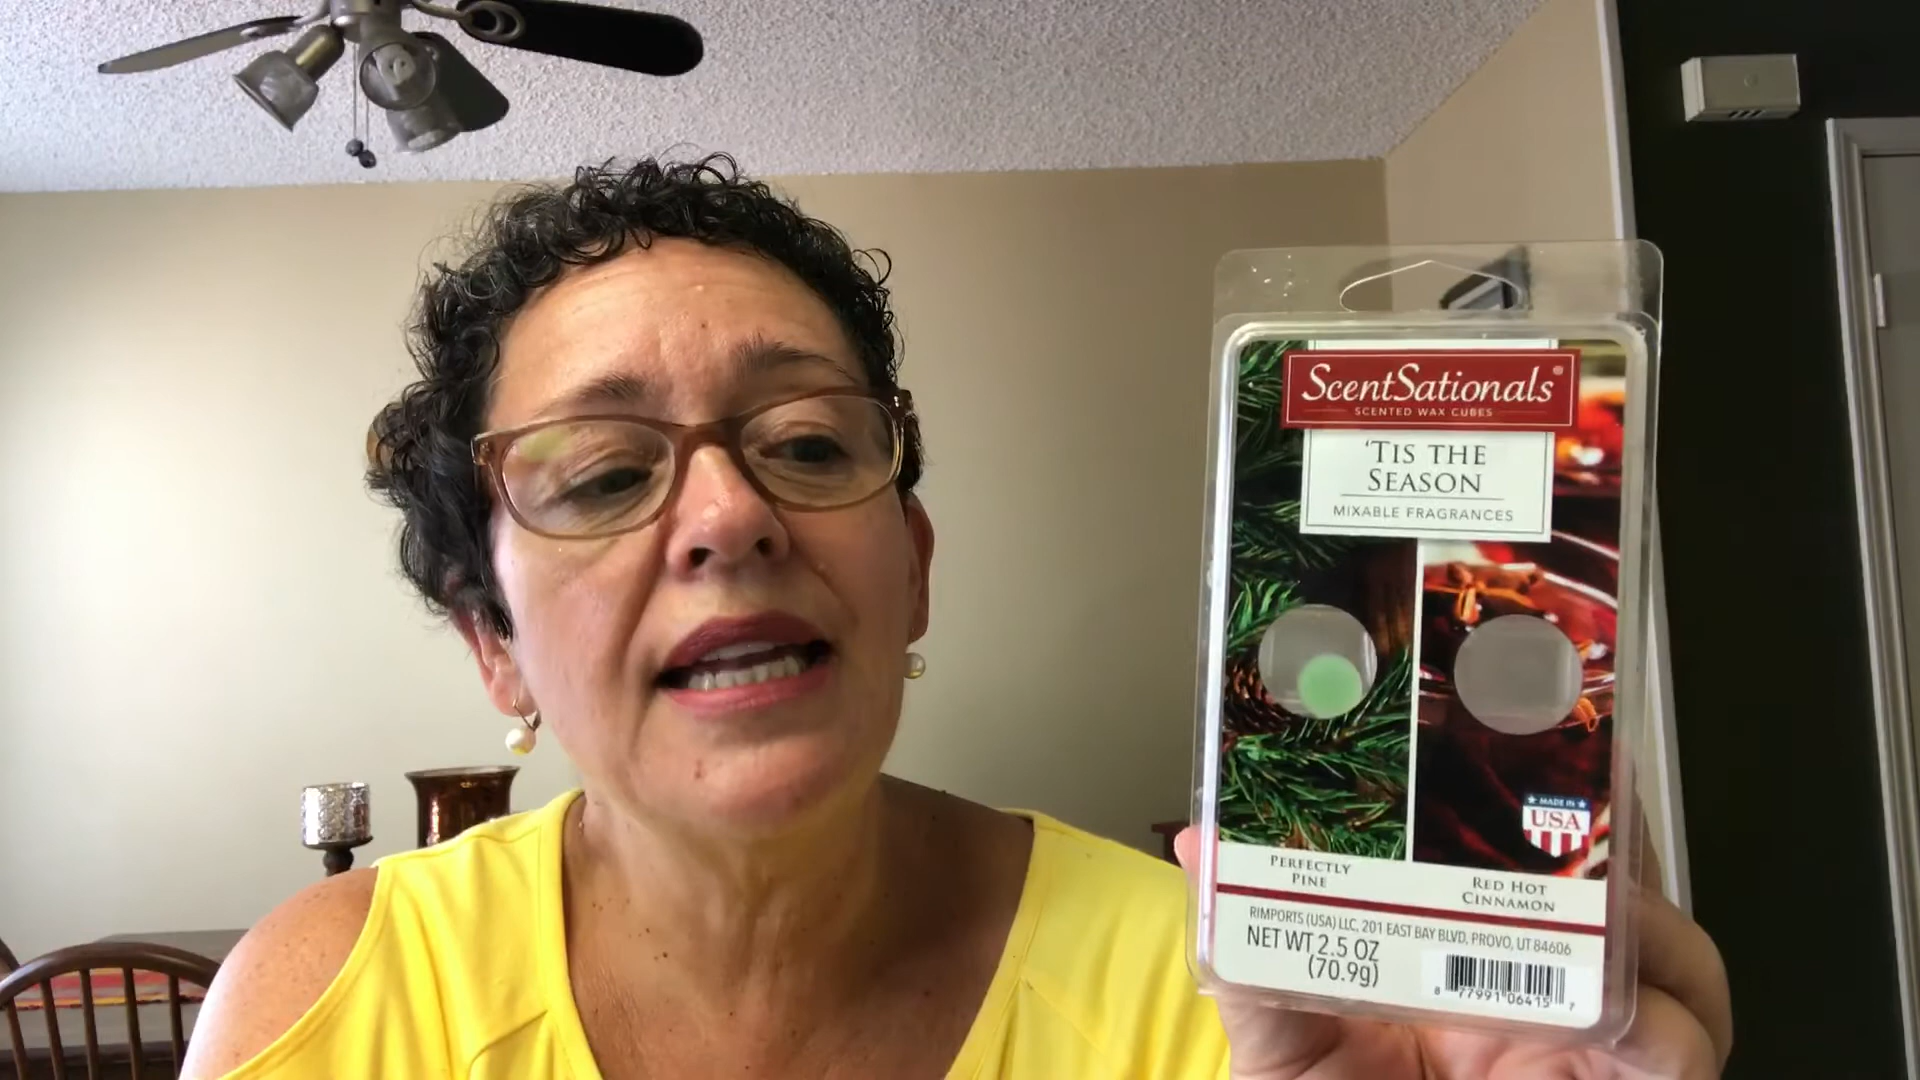 ScentSationals®
SCENTED WAX CUBES
'TIS THE
SEASON
MIXABLE FRAGRANCES
MADE IN
USA
PERFECTLY
PINE
RED HOT
CINNAMON
RIMPORTS (USA) LLC, 201 EAST BAY BLVD, PROVO, UT 84606
NET WT 2.5 OZ
(70.9g)
8 77991 06415 7